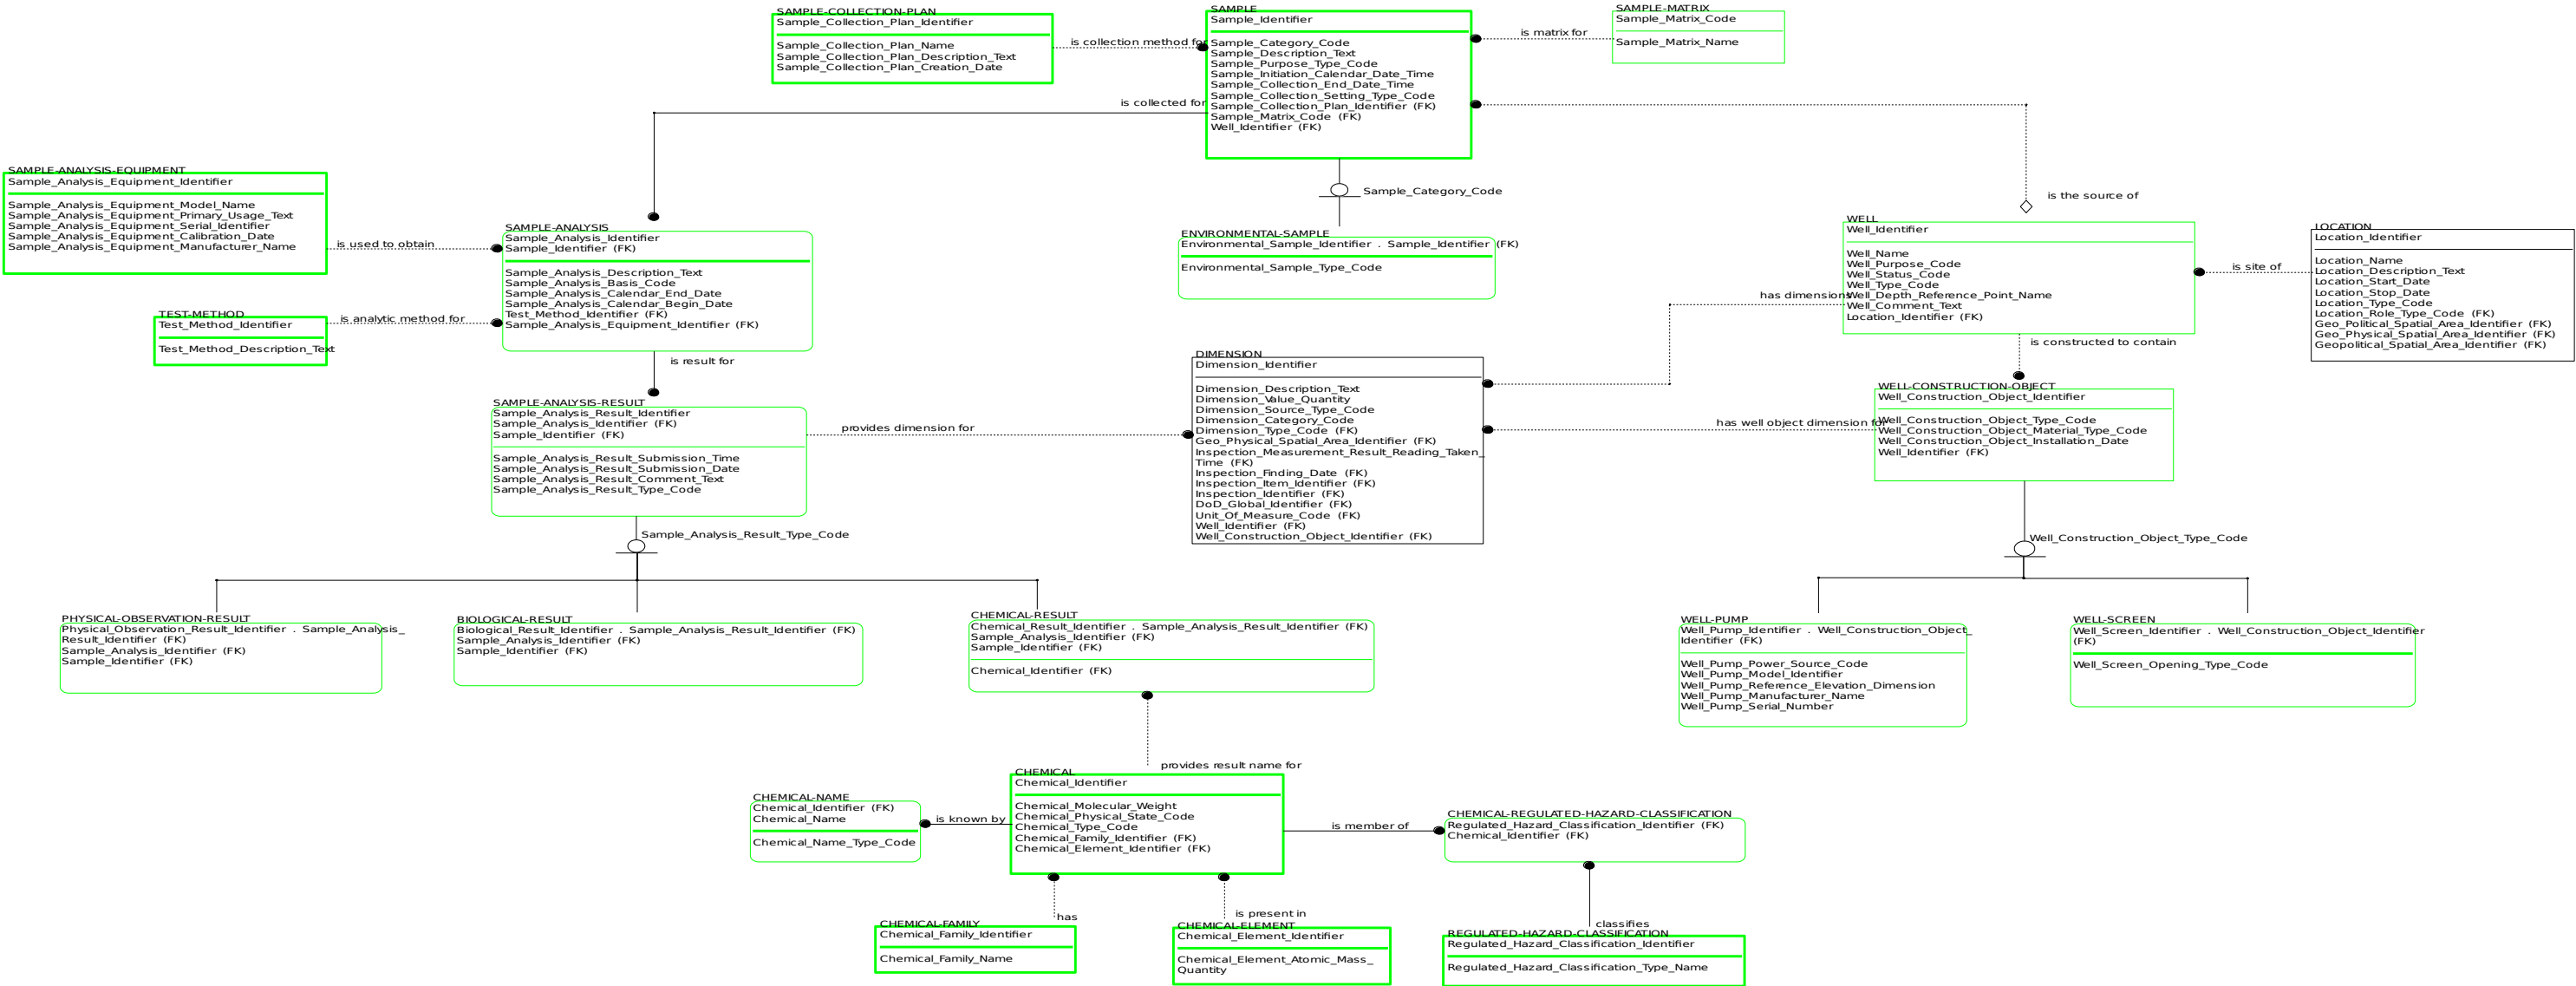 SAMPLE-COLLECTION-PLAN
Sample_Collection_Plan_Identifier
Sample_Collection_Plan_Name
Sample_Collection_Plan_Description_Text
Sample_Collection_Plan_Creation_Date
is collection method for
SAMPLE
Sample_Identifier
Sample_Category_Code
Sample_Description_Text
Sample_Purpose_Type_Code
Sample_Initiation_Calendar_Date_Time
Sample_Collection_End_Date_Time
Sample_Collection_Setting_Type_Code
Sample_Collection_Plan_Identifier (FK)
Sample_Matrix_Code (FK)
Well_Identifier (FK)
is matrix for
SAMPLE-MATRIX
Sample_Matrix_Code
Sample_Matrix_Name
is collected for
Sample_Category_Code
is the source of
SAMPLE-ANALYSIS-EQUIPMENT
Sample_Analysis_Equipment_Identifier
Sample_Analysis_Equipment_Model_Name
Sample_Analysis_Equipment_Primary_Usage_Text
Sample_Analysis_Equipment_Serial_Identifier
Sample_Analysis_Equipment_Calibration_Date
Sample_Analysis_Equipment_Manufacturer_Name
is used to obtain
SAMPLE-ANALYSIS
Sample_Analysis_Identifier
Sample_Identifier (FK)
Sample_Analysis_Description_Text
Sample_Analysis_Basis_Code
Sample_Analysis_Calendar_End_Date
Sample_Analysis_Calendar_Begin_Date
Test_Method_Identifier (FK)
Sample_Analysis_Equipment_Identifier (FK)
ENVIRONMENTAL-SAMPLE
Environmental_Sample_Identifier . Sample_Identifier (FK)
Environmental_Sample_Type_Code
WELL
Well_Identifier
Well_Name
Well_Purpose_Code
Well_Status_Code
Well_Type_Code
Well_Depth_Reference_Point_Name
Well_Comment_Text
Location_Identifier (FK)
has dimensions
is site of
LOCATION
Location_Identifier
Location_Name
Location_Description_Text
Location_Start_Date
Location_Stop_Date
Location_Type_Code
Location_Role_Type_Code (FK)
Geo_Political_Spatial_Area_Identifier (FK)
Geo_Physical_Spatial_Area_Identifier (FK)
Geopolitical_Spatial_Area_Identifier (FK)
TEST-METHOD
Test_Method_Identifier
Test_Method_Description_Text
is analytic method for
is result for
is constructed to contain
SAMPLE-ANALYSIS-RESULT
Sample_Analysis_Result_Identifier
Sample_Analysis_Identifier (FK)
Sample_Identifier (FK)
Sample_Analysis_Result_Submission_Time
Sample_Analysis_Result_Submission_Date
Sample_Analysis_Result_Comment_Text
Sample_Analysis_Result_Type_Code
provides dimension for
DIMENSION
Dimension_Identifier
Dimension_Description_Text
Dimension_Value_Quantity
Dimension_Source_Type_Code
Dimension_Category_Code
Dimension_Type_Code (FK)
Geo_Physical_Spatial_Area_Identifier (FK)
Inspection_Measurement_Result_Reading_Taken_
Time (FK)
Inspection_Finding_Date (FK)
Inspection_Item_Identifier (FK)
Inspection_Identifier (FK)
DoD_Global_Identifier (FK)
Unit_Of_Measure_Code (FK)
Well_Identifier (FK)
Well_Construction_Object_Identifier (FK)
has well object dimension for
WELL-CONSTRUCTION-OBJECT
Well_Construction_Object_Identifier
Well_Construction_Object_Type_Code
Well_Construction_Object_Material_Type_Code
Well_Construction_Object_Installation_Date
Well_Identifier (FK)
Sample_Analysis_Result_Type_Code
Well_Construction_Object_Type_Code
PHYSICAL-OBSERVATION-RESULT
Physical_Observation_Result_Identifier . Sample_Analysis_
Result_Identifier (FK)
Sample_Analysis_Identifier (FK)
Sample_Identifier (FK)
BIOLOGICAL-RESULT
Biological_Result_Identifier . Sample_Analysis_Result_Identifier (FK)
Sample_Analysis_Identifier (FK)
Sample_Identifier (FK)
CHEMICAL-RESULT
Chemical_Result_Identifier . Sample_Analysis_Result_Identifier (FK)
Sample_Analysis_Identifier (FK)
Sample_Identifier (FK)
Chemical_Identifier (FK)
WELL-PUMP
Well_Pump_Identifier . Well_Construction_Object_
Identifier (FK)
Well_Pump_Power_Source_Code
Well_Pump_Model_Identifier
Well_Pump_Reference_Elevation_Dimension
Well_Pump_Manufacturer_Name
Well_Pump_Serial_Number
WELL-SCREEN
Well_Screen_Identifier . Well_Construction_Object_Identifier
(FK)
Well_Screen_Opening_Type_Code
provides result name for
CHEMICAL-NAME
Chemical_Identifier (FK)
Chemical_Name
Chemical_Name_Type_Code
is known by
CHEMICAL
Chemical_Identifier
Chemical_Molecular_Weight
Chemical_Physical_State_Code
Chemical_Type_Code
Chemical_Family_Identifier (FK)
Chemical_Element_Identifier (FK)
is member of
CHEMICAL-REGULATED-HAZARD-CLASSIFICATION
Regulated_Hazard_Classification_Identifier (FK)
Chemical_Identifier (FK)
has
is present in
classifies
CHEMICAL-FAMILY
Chemical_Family_Identifier
Chemical_Family_Name
CHEMICAL-ELEMENT
Chemical_Element_Identifier
Chemical_Element_Atomic_Mass_
Quantity
REGULATED-HAZARD-CLASSIFICATION
Regulated_Hazard_Classification_Identifier
Regulated_Hazard_Classification_Type_Name